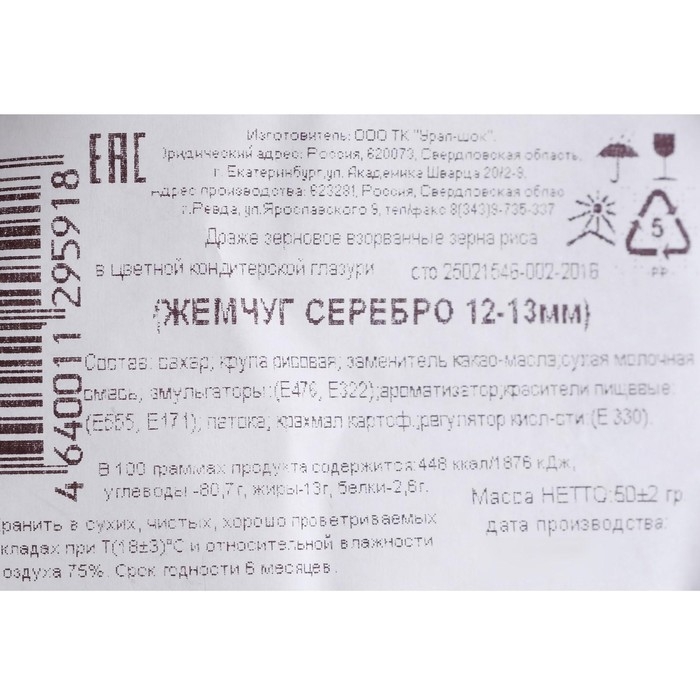 Изготовитель: ООО ТК "Урал-шок".
Юридический адрес: Россия, 620073, Свердловская область,
г. Екатеринбург,ул. Академика Шварца 20/2-9.
Адрес производства: 623281, Россия, Свердловская облас
г.Ревда, ул.Ярославского 9, тел/факс 8(343)9-735-337
Драже зерновое взорванные зерна риса
в цветной кондитерской глазури сто 25021546-002-2016
(ЖЕМЧУГ СЕРЕБРО 12-13мм)
Состав: сахар; крупа рисовая; заменитель какао-масла;сухая молочная
смесь, эмульгаторы:(Е476, Е322);ароматизатор;красители пищевые:
(Е555, Е171); патока; крахмал картоф.;регулятор кисл-сти:(Е 330).
В 100 граммах продукта содержится:448 ккал/1876 кДж,
углеводы -80,7г, жиры-13г, белки-2,6г.
Масса НЕТТО:50±2 гр
дата производства:
хранить в сухих, чистых, хорошо проветриваемых
складах при Т(18±3)°С и относительной влажности
воздуха 75%. Срок годности 6 месяцев.
4 640011 295918
ЕАС
5
PP